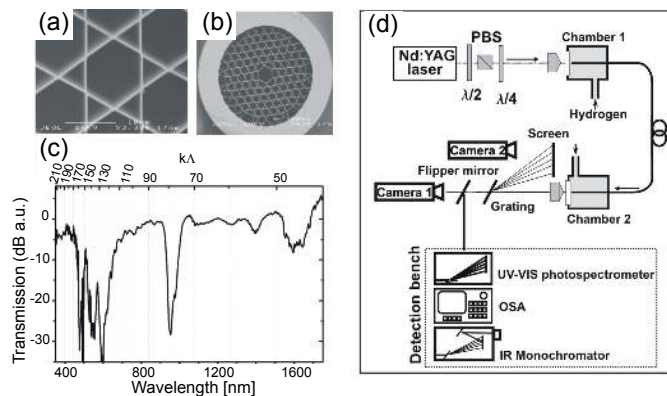 (a)
(b)
(c)
kΛ
210
190
170
150
130
110
90
80
50
0
-10
-20
-30
Transmission (dB a.u.)
400
800
1200
1600
Wavelength [nm]
(d)
Nd:YAG
laser
PBS
λ/2
λ/4
Chamber 1
Hydrogen
Screen
Camera 2
Flipper mirror
Camera 1
Grating
Chamber 2
Detection bench
UV-VIS photospectrometer
OSA
IR Monochromator